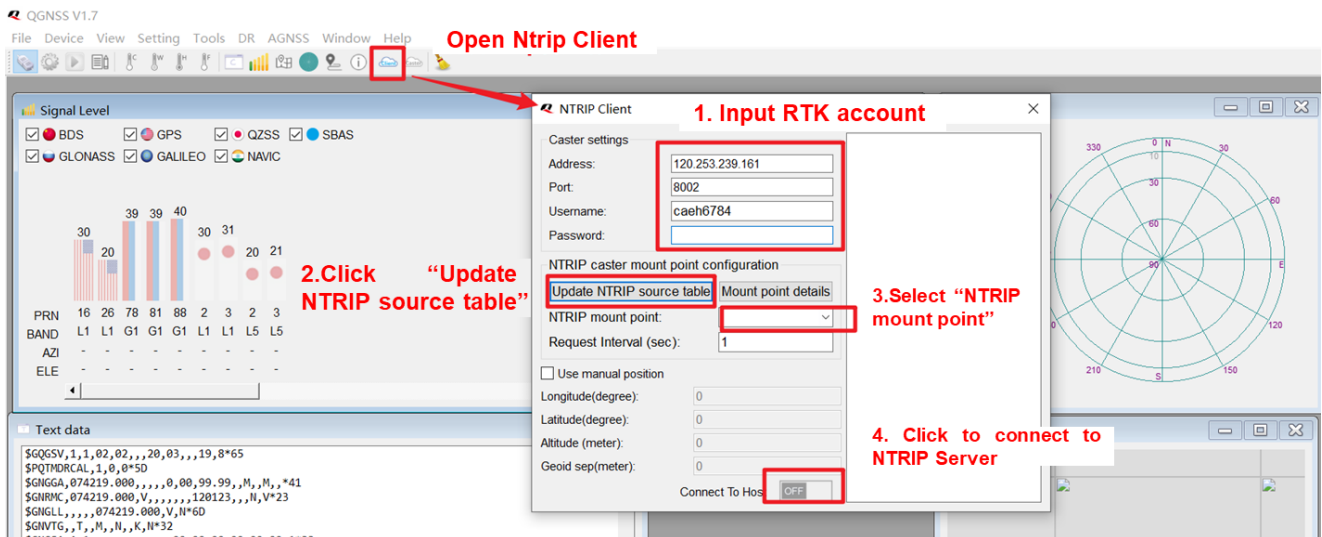 QGNSS V1.7
File Device View Setting Tools DR AGNSS Window Help
Open Ntrip Client
Signal Level
BDS GPS QZSS SBAS
GLONASS GALILEO NAVIC
30 20 39 39 40 30 31 20 21
PRN 16 26 78 81 88 2 3 2 3
BAND L1 L1 G1 G1 G1 L1 L1 L5 L5
AZI - - - - - - - - -
ELE - - - - - - - - -
2.Click “Update
NTRIP source table”
NTRIP Client
1. Input RTK account
Caster settings
Address: 120.253.239.161
Port: 8002
Username: caeh6784
Password:
NTRIP caster mount point configuration
Update NTRIP source table Mount point details
NTRIP mount point:
Request Interval (sec): 1
3.Select “NTRIP
mount point”
Use manual position
Longitude(degree): 0
Latitude(degree): 0
Altitude (meter): 0
Geoid sep(meter): 0
Connect To Hos OFF
4. Click to connect to
NTRIP Server
330 0 N 30
10
30
60
60
90 E
0 120
210 S 150
Text data
$GQGSV,1,1,02,02,,,20,03,,,19,8*65
$PQTMDRCAL,1,0,0*5D
$GNGGA,074219.000,,,,,0,00,99.99,,M,,M,,*41
$GNRMC,074219.000,V,,,,,,,120123,,,N,V*23
$GNGLL,,,,,074219.000,V,N*6D
$GNVTG,,T,,M,,N,,K,N*32